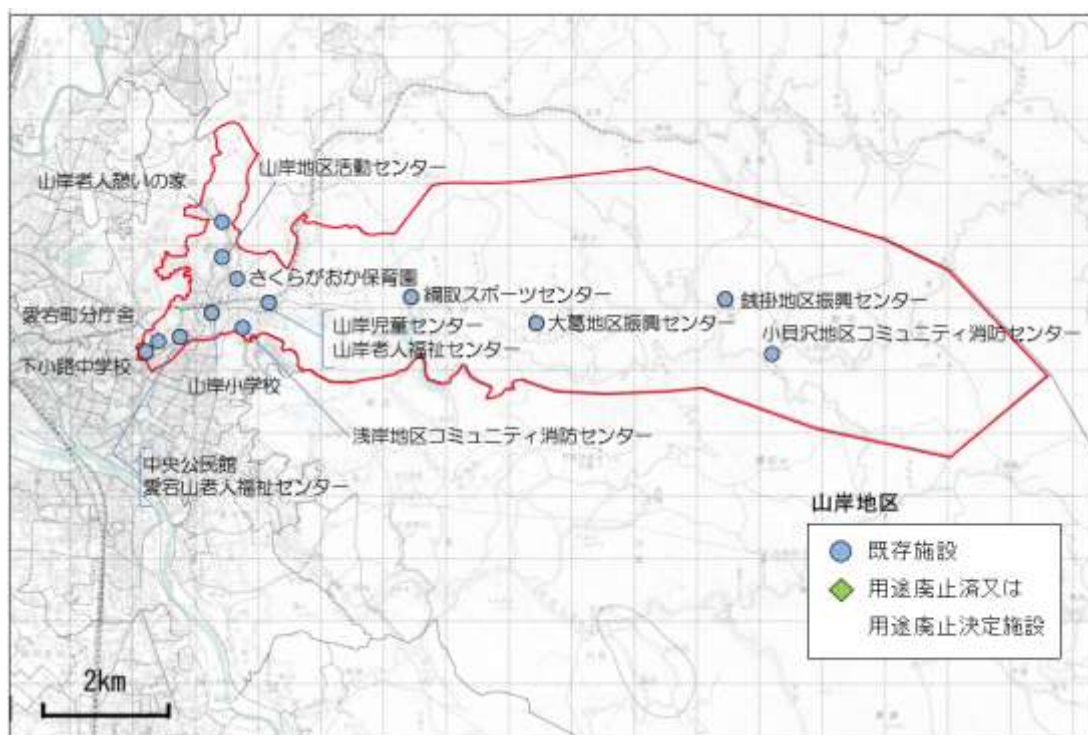 山岸地区活動センター
山岸老人憩いの家
さくらがおか保育園
綱取スポーツセンター
銭掛地区振興センター
愛宕町分庁舎
山岸児童センター
山岸老人福祉センター
大葛地区振興センター
小貝沢地区コミュニティ消防センター
下小路中学校
山岸小学校
浅岸地区コミュニティ消防センター
中央公民館
愛宕山老人福祉センター
山岸地区
既存施設
用途廃止済又は
用途廃止決定施設
2km